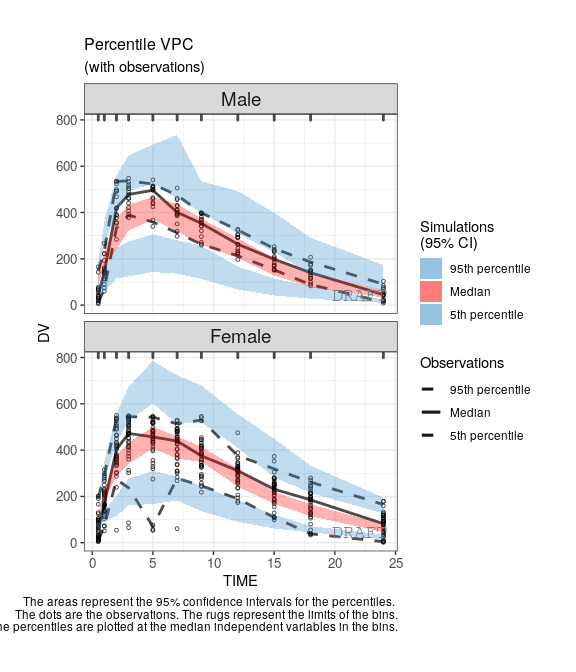 Percentile VPC
(with observations)
Male
800
600
400
200
0
DRAFT
Female
800
600
400
200
0
DRAFT
0 5 10 15 20 25
TIME
DV
Simulations
(95% CI)
95th percentile
Median
5th percentile
Observations
95th percentile
Median
5th percentile
The areas represent the 95% confidence intervals for the percentiles.
The dots are the observations. The rugs represent the limits of the bins.
percentiles are plotted at the median independent variables in the bins.